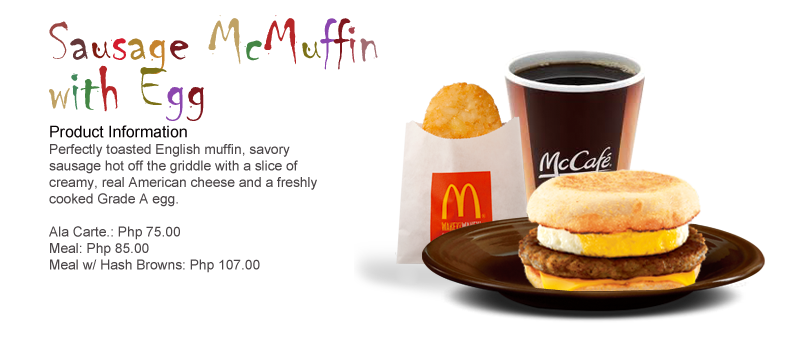 Sausage McMuffin
with Egg
Product Information
Perfectly toasted English muffin, savory
sausage hot off the griddle with a slice of
creamy, real American cheese and a freshly
cooked Grade A egg.
Ala Carte.: Php 75.00
Meal: Php 85.00
Meal w/ Hash Browns: Php 107.00
McCafé